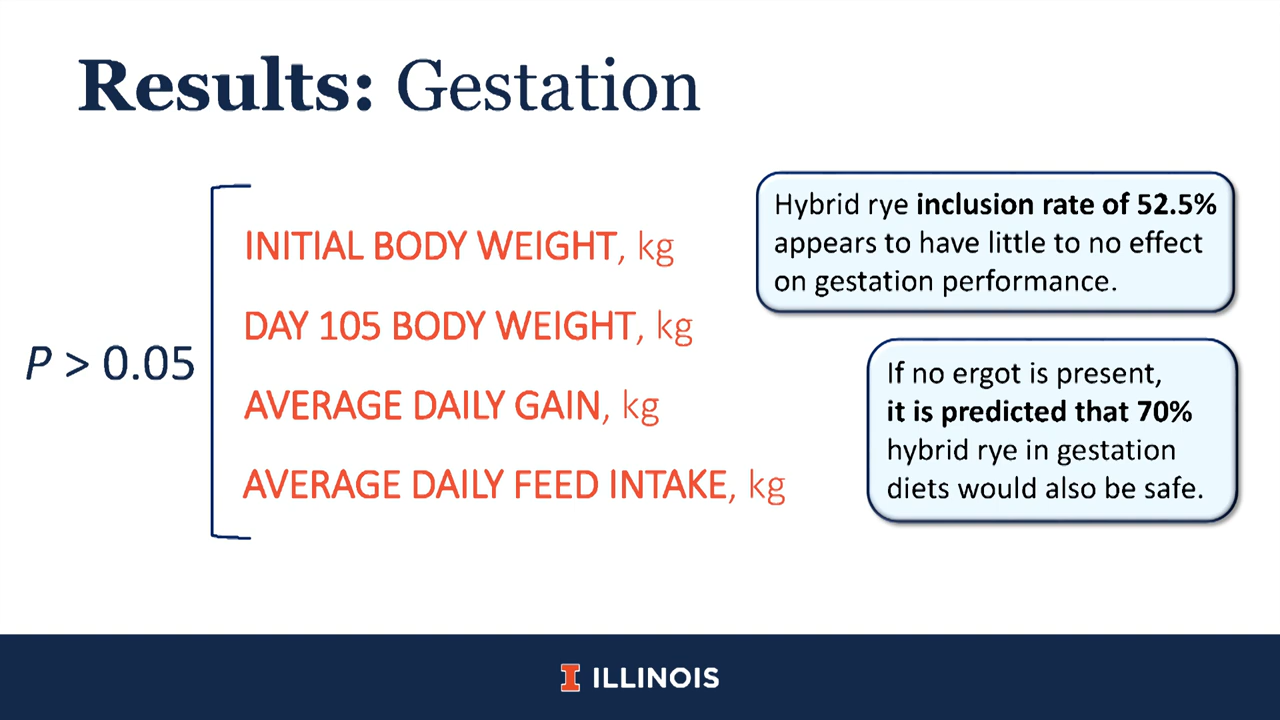 Results: Gestation
P > 0.05
INITIAL BODY WEIGHT, kg
DAY 105 BODY WEIGHT, kg
AVERAGE DAILY GAIN, kg
AVERAGE DAILY FEED INTAKE, kg
Hybrid rye inclusion rate of 52.5%
appears to have little to no effect
on gestation performance.
If no ergot is present,
it is predicted that 70%
hybrid rye in gestation
diets would also be safe.
I ILLINOIS